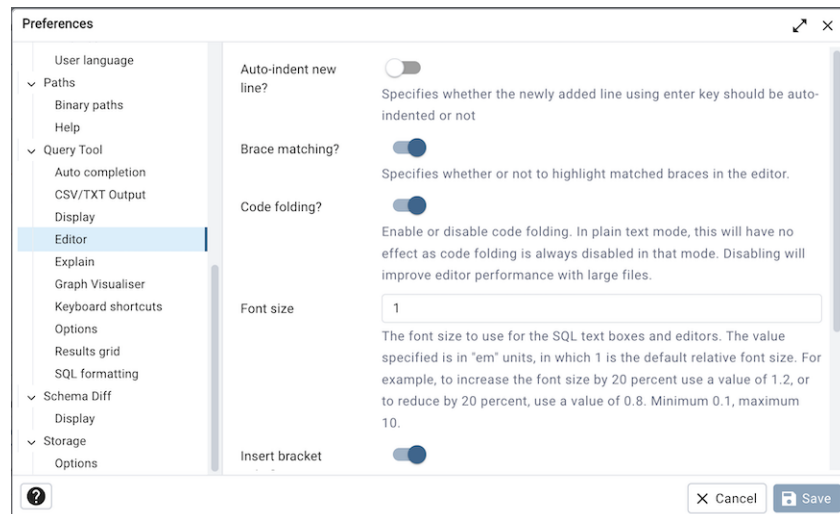 Preferences
User language
Paths
Binary paths
Help
Query Tool
Auto completion
CSV/TXT Output
Display
Editor
Explain
Graph Visualiser
Keyboard shortcuts
Options
Results grid
SQL formatting
Schema Diff
Display
Storage
Options
Auto-indent new
line?
Specifies whether the newly added line using enter key should be auto-
indented or not
Brace matching?
Specifies whether or not to highlight matched braces in the editor.
Code folding?
Enable or disable code folding. In plain text mode, this will have no
effect as code folding is always disabled in that mode. Disabling will
improve editor performance with large files.
Font size
1
The font size to use for the SQL text boxes and editors. The value
specified is in "em" units, in which 1 is the default relative font size. For
example, to increase the font size by 20 percent use a value of 1.2, or
to reduce by 20 percent, use a value of 0.8. Minimum 0.1, maximum
10.
Insert bracket
?
Cancel
Save